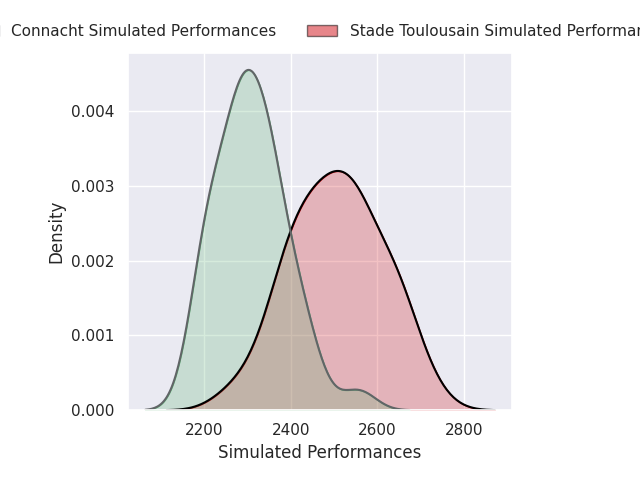 Connacht Simulated Performances
Stade Toulousain Simulated Performan
0.004
0.003
0.002
0.001
0.000
Density
2200
2400
2600
2800
Simulated Performances